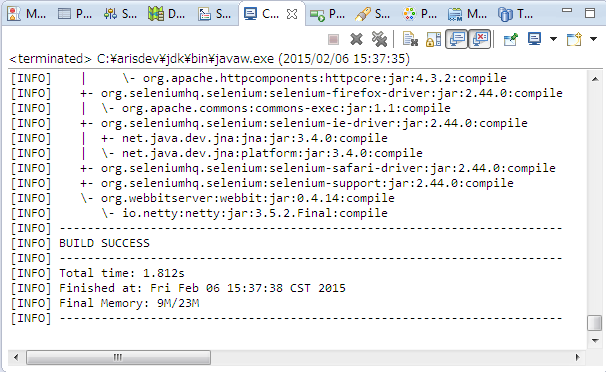 M... P... S... D... S... C... P... S... P... M... T...
<terminated> C:¥arisdev¥jdk¥bin¥javaw.exe (2015/02/06 15:37:35)
[INFO]    |     \- org.apache.httpcomponents:httpcore:jar:4.3.2:compile
[INFO]    +- org.seleniumhq.selenium:selenium-firefox-driver:jar:2.44.0:compile
[INFO]    |  \- org.apache.commons:commons-exec:jar:1.1:compile
[INFO]    +- org.seleniumhq.selenium:selenium-ie-driver:jar:2.44.0:compile
[INFO]    |  +- net.java.dev.jna:jna:jar:3.4.0:compile
[INFO]    |  \- net.java.dev.jna:platform:jar:3.4.0:compile
[INFO]    +- org.seleniumhq.selenium:selenium-safari-driver:jar:2.44.0:compile
[INFO]    +- org.seleniumhq.selenium:selenium-support:jar:2.44.0:compile
[INFO]    \- org.webbitserver:webbit:jar:0.4.14:compile
[INFO]       \- io.netty:netty:jar:3.5.2.Final:compile
[INFO] ------------------------------------------------------------------------
[INFO] BUILD SUCCESS
[INFO] ------------------------------------------------------------------------
[INFO] Total time: 1.812s
[INFO] Finished at: Fri Feb 06 15:37:38 CST 2015
[INFO] Final Memory: 9M/23M
[INFO] ------------------------------------------------------------------------